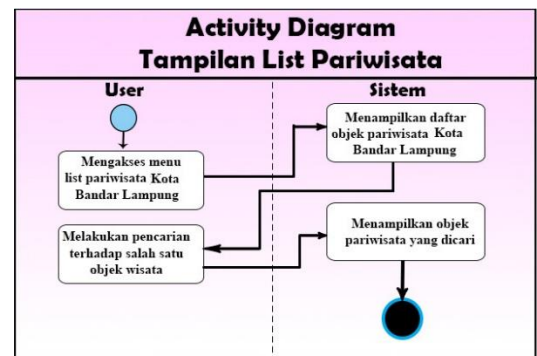 Activity Diagram
Tampilan List Pariwisata
User
Sistem
Mengakses menu
list pariwisata Kota
Bandar Lampung
Menampilkan daftar
objek pariwisata Kota
Bandar Lampung
Melakukan pencarian
terhadap salah satu
objek wisata
Menampilkan objek
pariwisata yang dicari